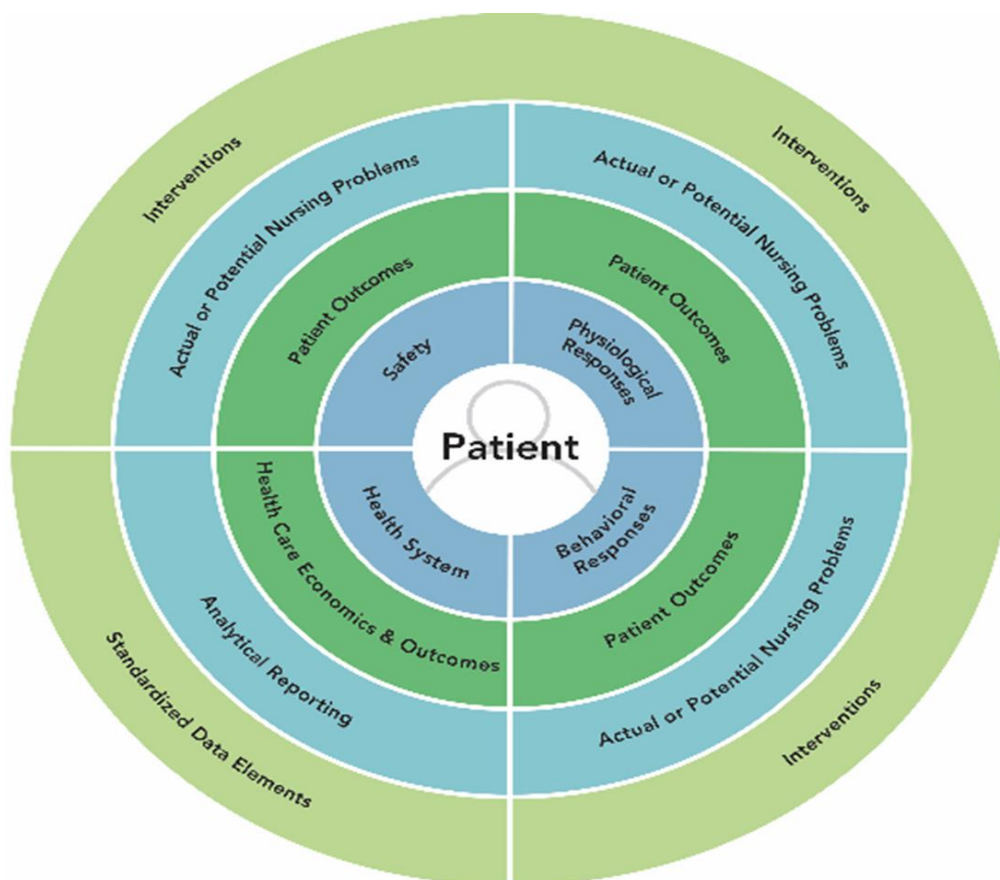 Interventions
Interventions
Actual or Potential Nursing Problems
Actual or Potential Nursing Problems
Patient Outcomes
Patient Outcomes
Safety
Physiological
Responses
Patient
Health System
Behavioral
Responses
Health Care Economics & Outcomes
Patient Outcomes
Analytical Reporting
Actual or Potential Nursing Problems
Standardized Data Elements
Interventions